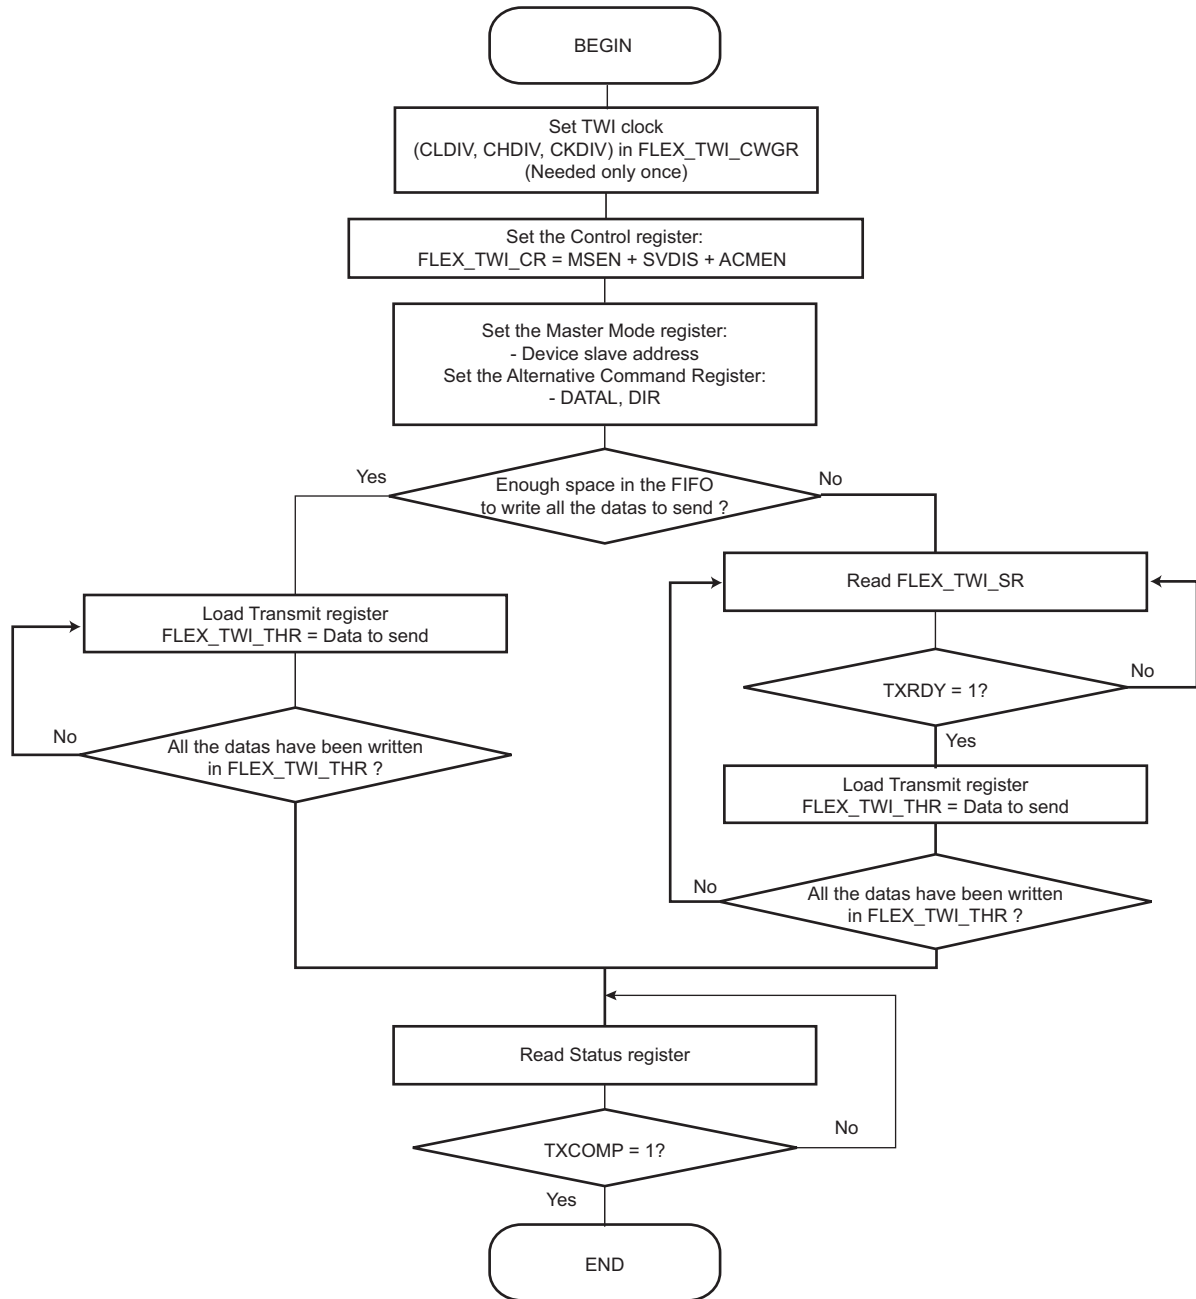 BEGIN
Set TWI clock
(CLDIV, CHDIV, CKDIV) in FLEX_TWI_CWGR
(Needed only once)
Set the Control register:
FLEX_TWI_CR = MSEN + SVDIS + ACMEN
Set the Master Mode register:
- Device slave address
Set the Alternative Command Register:
- DATAL, DIR
Yes
Enough space in the FIFO
to write all the datas to send ?
No
Load Transmit register
FLEX_TWI_THR = Data to send
No
All the datas have been written
in FLEX_TWI_THR ?
Read FLEX_TWI_SR
TXRDY = 1?
No
Yes
Load Transmit register
FLEX_TWI_THR = Data to send
No
All the datas have been written
in FLEX_TWI_THR ?
Read Status register
TXCOMP = 1?
No
Yes
END